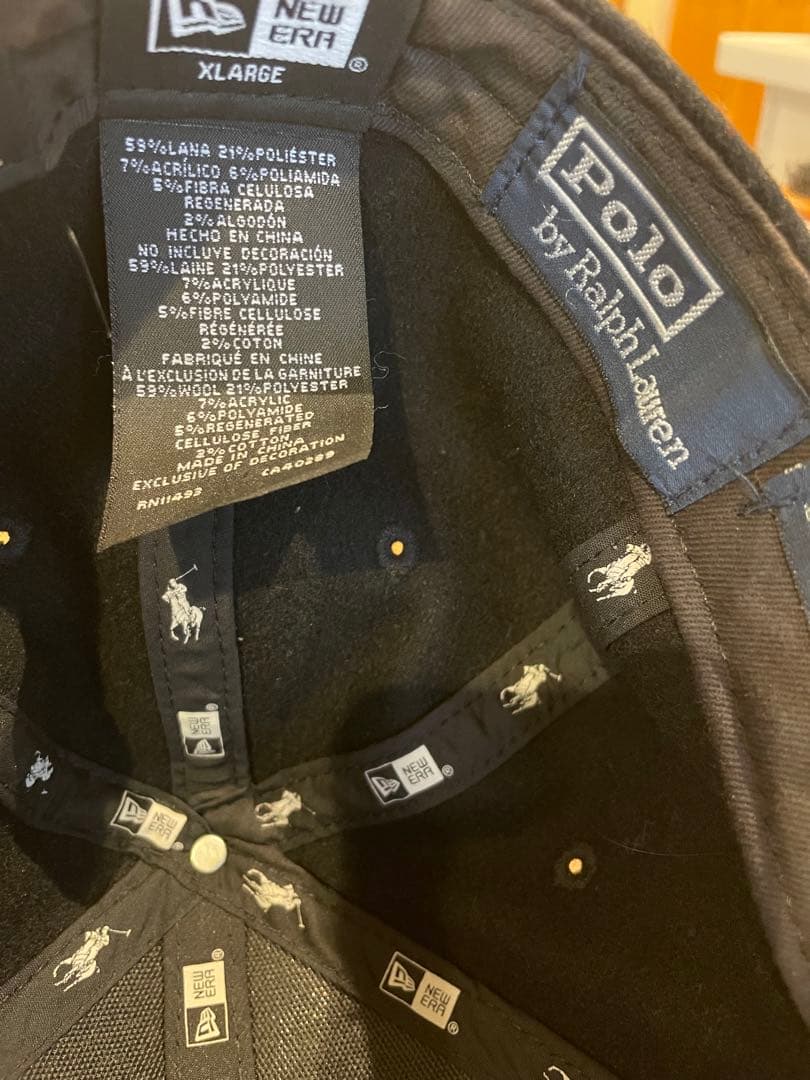 NEW
ERA
®
XLARGE
59%LANA 21%POLIÉSTER
7%ACRÍLICO 6%POLIAMIDA
5%FIBRA CELULOSA
REGENERADA
2%ALGODÓN
HECHO EN CHINA
NO INCLUYE DECORACIÓN
59%LAINE 21%POLYESTER
7%ACRYLIQUE
6%POLYAMIDE
5%FIBRE CELLULOSE
RÉGÉNÉRÉE
2%COTON
FABRIQUÉ EN CHINE
À L'EXCLUSION DE LA GARNITURE
59%WOOL 21%POLYESTER
7%ACRYLIC
6%POLYAMIDE
5%REGENERATED
CELLULOSE FIBER
2%COTTON
MADE IN CHINA
EXCLUSIVE OF DECORATION
RN11493 CA40289
Polo
by Ralph Lauren
NEW
ERA
NEW
ERA
®
NEW
ERA
®
NEW
ERA
®
NEW
ERA
®